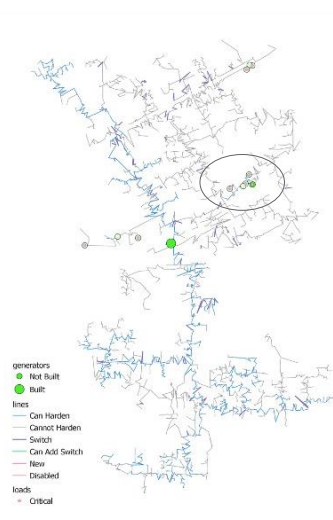 generators
Not Built
Built
lines
Can Harden
Cannot Harden
Switch
Can Add Switch
New
Disabled
loads
Critical